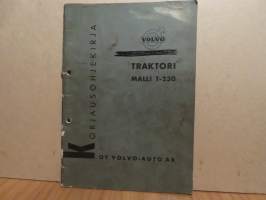 VOLVO
TRAKTORI
MALLI T-230
KORJAUSOHJEKIRJA
OY VOLVO-AUTO AB